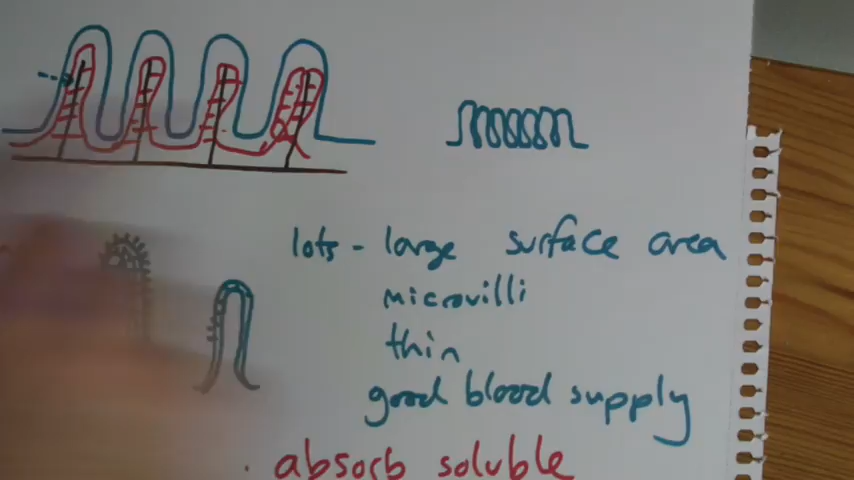 lots - large surface area
microvilli
thin
good blood supply
absorb soluble